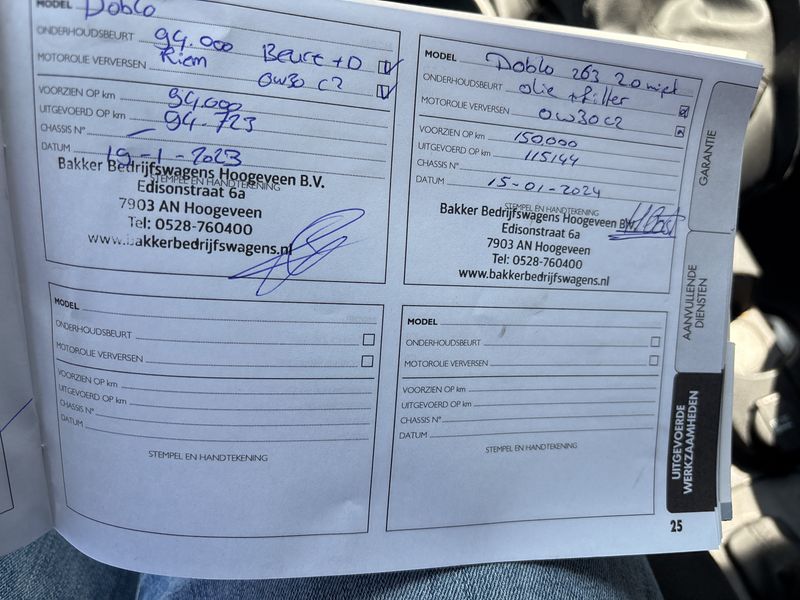 MODEL Doblo
ONDERHOUDSBEURT 94.000 Beurt + D
MOTOROLIE VERVERSEN Riem 0W30 C2
VOORZIEN OP km 94.000
UITGEVOERD OP km 94.723
CHASSIS N° —
DATUM 19-1-2023
STEMPEL EN HANDTEKENING
Bakker Bedrijfswagens Hoogeveen B.V.
Edisonstraat 6a
7903 AN Hoogeveen
Tel: 0528-760400
www.bakkerbedrijfswagens.nl
MODEL Doblo 263 2.0 mjet
ONDERHOUDSBEURT olie + filter
MOTOROLIE VERVERSEN 0W30 C2
VOORZIEN OP km 150.000
UITGEVOERD OP km 115144
CHASSIS N°
DATUM 15-01-2024
STEMPEL EN HANDTEKENING
Bakker Bedrijfswagens Hoogeveen B.V.
Edisonstraat 6a
7903 AN Hoogeveen
Tel: 0528-760400
www.bakkerbedrijfswagens.nl
MODEL
ONDERHOUDSBEURT
MOTOROLIE VERVERSEN
VOORZIEN OP km
UITGEVOERD OP km
CHASSIS N°
DATUM
STEMPEL EN HANDTEKENING
MODEL
ONDERHOUDSBEURT
MOTOROLIE VERVERSEN
VOORZIEN OP km
UITGEVOERD OP km
CHASSIS N°
DATUM
STEMPEL EN HANDTEKENING
GARANTIE
AANVULLENDE
DIENSTEN
UITGEVOERDE
WERKZAAMHEDEN
25